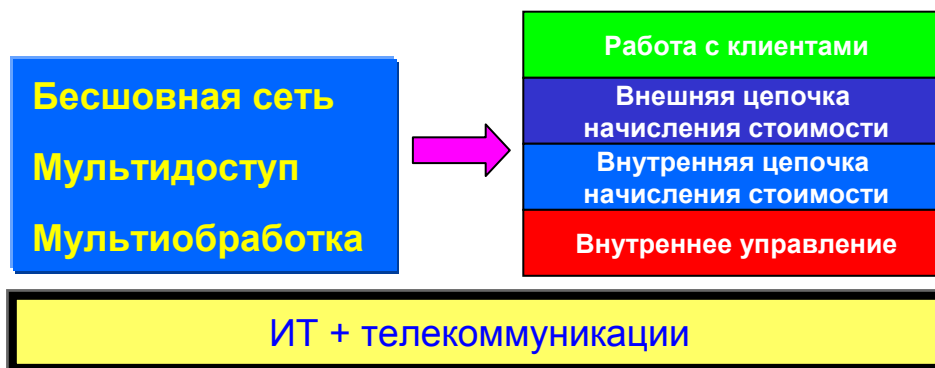 Бесшовная сеть
Мультидоступ
Мультиобработка
Работа с клиентами
Внешняя цепочка
начисления стоимости
Внутренняя цепочка
начисления стоимости
Внутреннее управление
ИТ + телекоммуникации